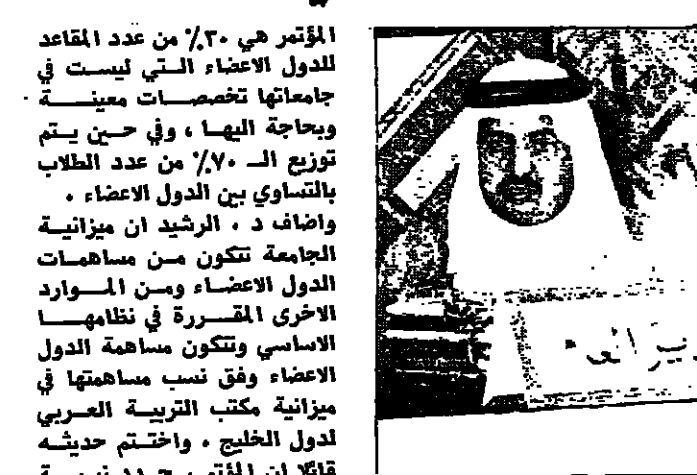 المؤتمر هي ٣٠٪ من عدد المقاعد
للدول الاعضاء التي ليست في
جامعاتها تخصصات معينة
وبحاجة اليها ، وفي حين يتم
توزيع الـ ٧٠٪ من عدد الطلاب
بالتساوي بين الدول الاعضاء .
واضاف د . الرشيد ان ميزانية
الجامعة تتكون من مساهمات
الدول الاعضاء ومن الموارد
الاخرى المقررة في نظامها
الاساسي وتتكون مساهمة الدول
الاعضاء وفق نسب مساهمتها في
ميزانية مكتب التربية العربي
لدول الخليج . واختتم حديثه
قائلا ان المؤتمر